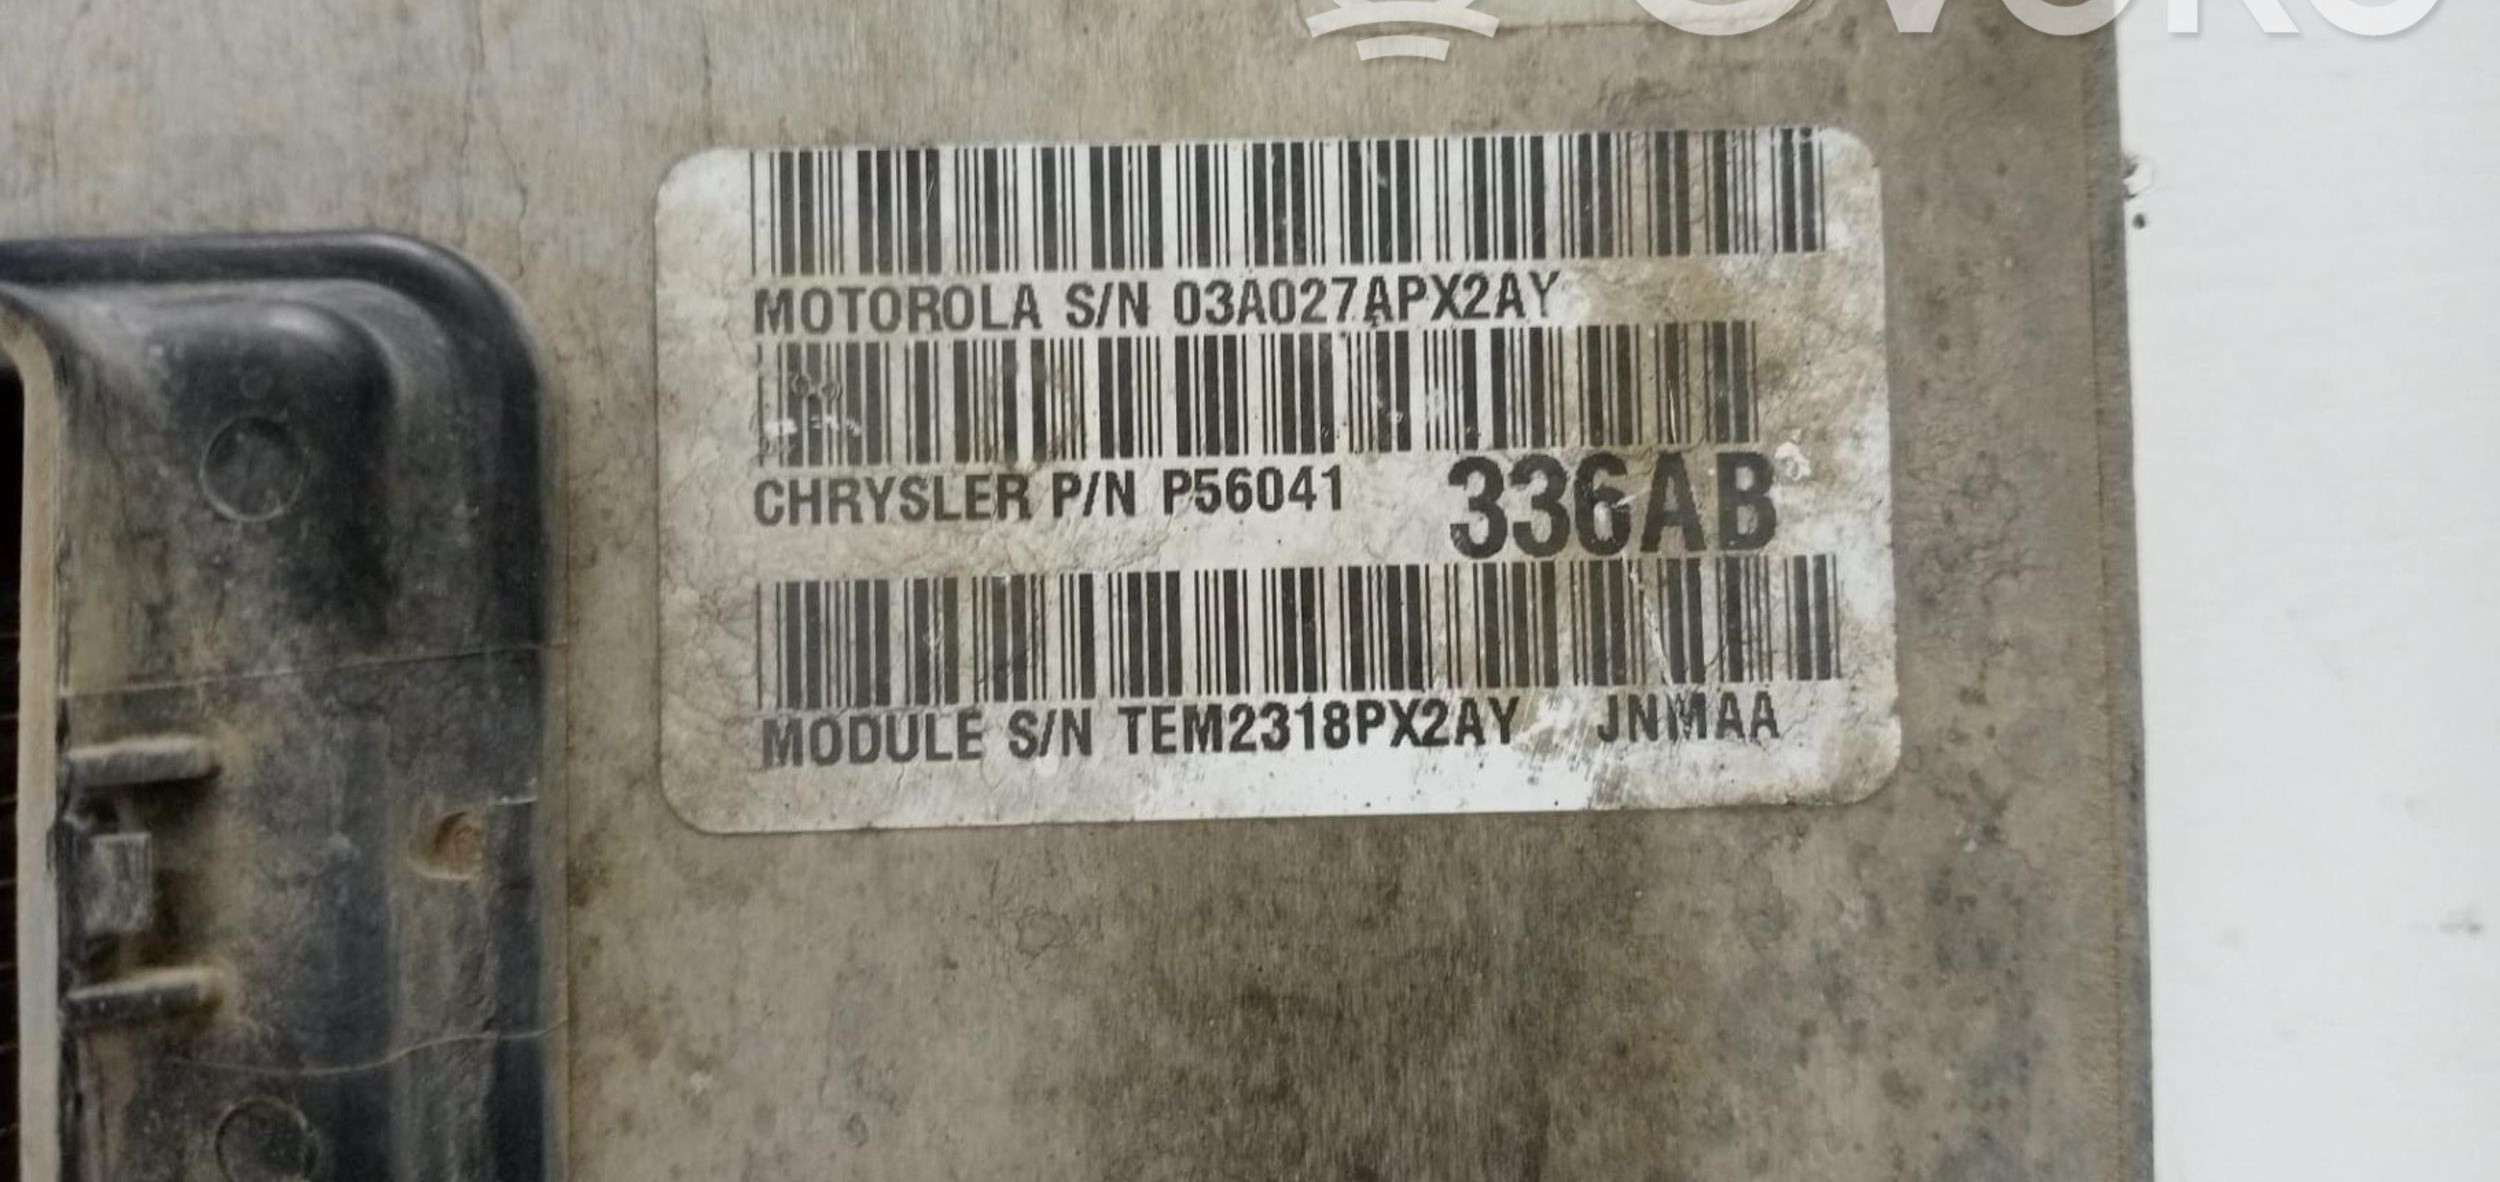 MOTOROLA S/N 03A027APX2AY
CHRYSLER P/N P56041 336AB
MODULE S/N TEM2318PX2AY JNMAA